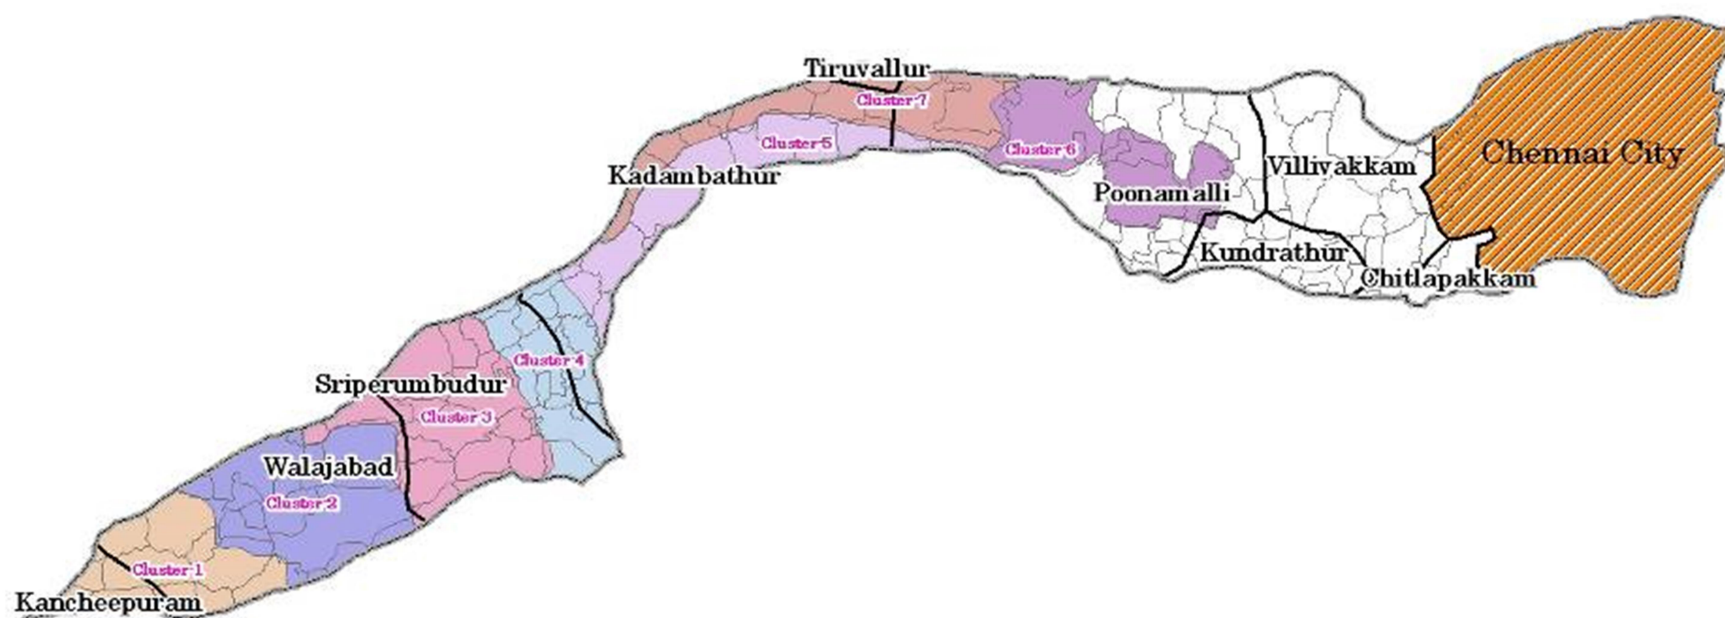 Tiruvallur
Cluster 7
Cluster 5
Cluster 6
Chennai City
Villivakkam
Kadambathur
Poonamalli
Kundrathur
Chitlapakkam
Cluster 4
Sriperumbudur
Cluster 3
Walajabad
Cluster 2
Cluster 1
Kancheepuram